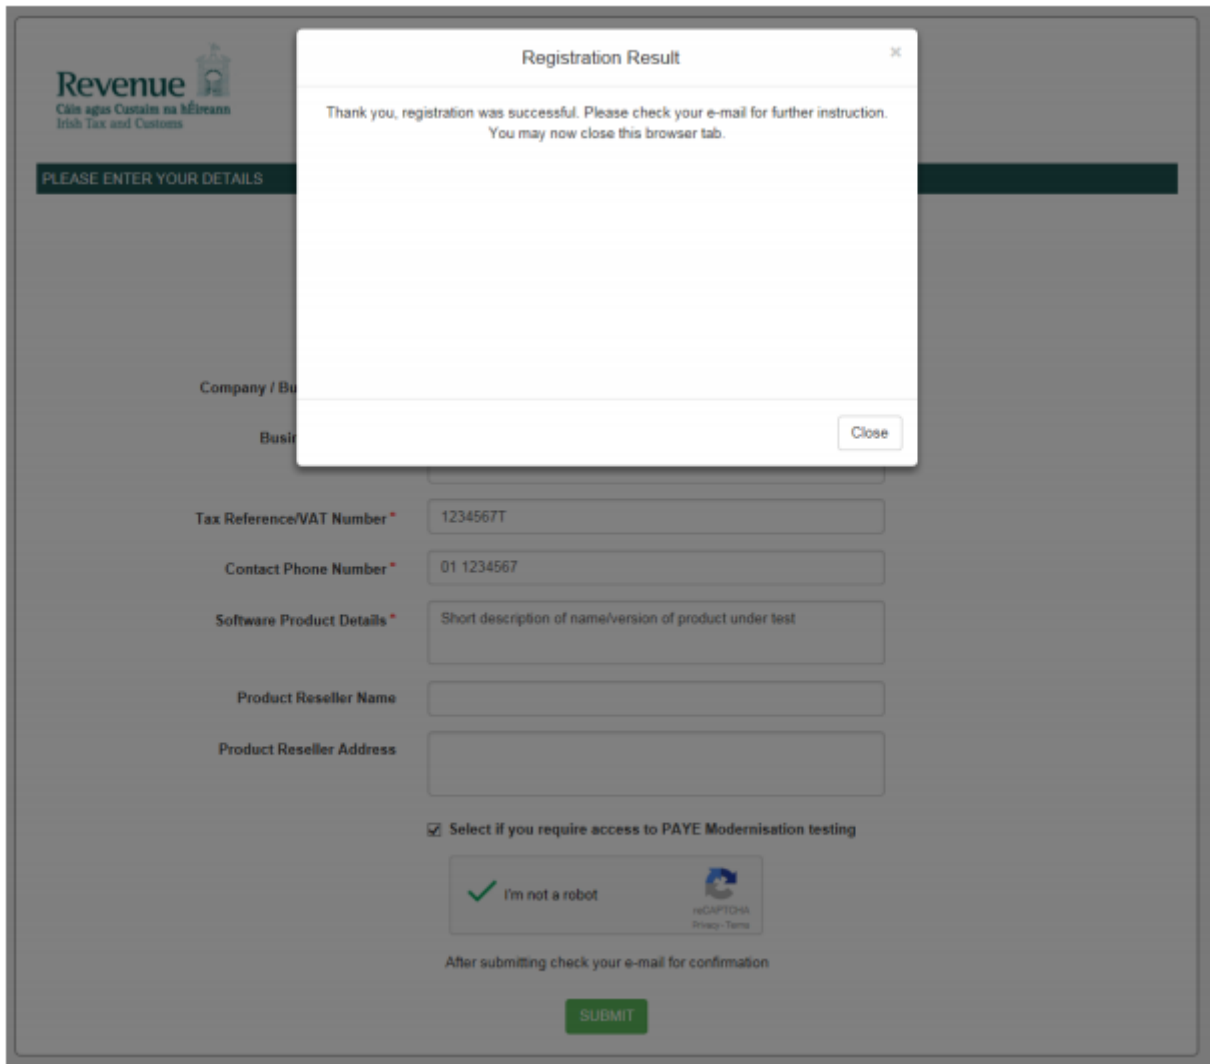 Registration Result
×
Thank you, registration was successful. Please check your e-mail for further instruction.
You may now close this browser tab.
Close
Revenue
Cáin agus Custaim na hÉireann
Irish Tax and Customs
PLEASE ENTER YOUR DETAILS
Company / Bu
Busin
Tax Reference/VAT Number * 1234567T
Contact Phone Number * 01 1234567
Software Product Details * Short description of name/version of product under test
Product Reseller Name
Product Reseller Address
Select if you require access to PAYE Modernisation testing
I'm not a robot
reCAPTCHA
Privacy - Terms
After submitting check your e-mail for confirmation
SUBMIT